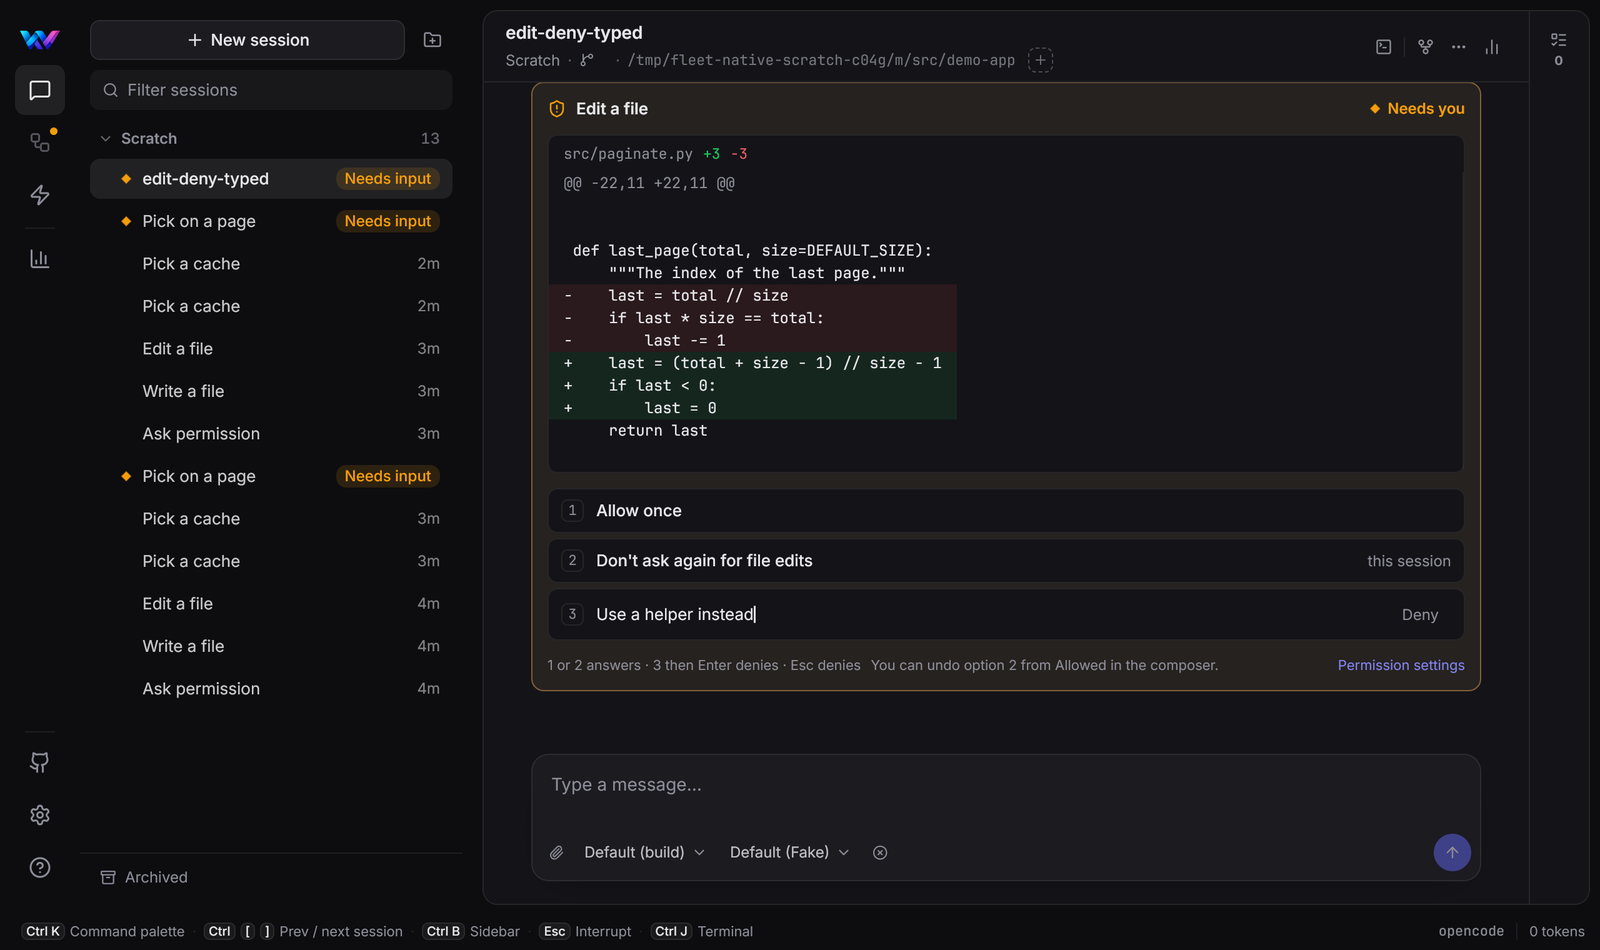 New session
Filter sessions
Scratch 13
edit-deny-typed Needs input
Pick on a page Needs input
Pick a cache 2m
Pick a cache 2m
Edit a file 3m
Write a file 3m
Ask permission 3m
Pick on a page Needs input
Pick a cache 3m
Pick a cache 3m
Edit a file 4m
Write a file 4m
Ask permission 4m
Archived
edit-deny-typed
Scratch · · /tmp/fleet-native-scratch-c04g/m/src/demo-app
0
Edit a file Needs you
src/paginate.py +3 -3
@@ -22,11 +22,11 @@
def last_page(total, size=DEFAULT_SIZE):
"""The index of the last page."""
- last = total // size
- if last * size == total:
- last -= 1
+ last = (total + size - 1) // size - 1
+ if last < 0:
+ last = 0
return last
1 Allow once
2 Don't ask again for file edits this session
3 Use a helper instead Deny
1 or 2 answers · 3 then Enter denies · Esc denies You can undo option 2 from Allowed in the composer. Permission settings
Type a message...
Default (build) Default (Fake)
Ctrl K Command palette Ctrl [ ] Prev / next session Ctrl B Sidebar Esc Interrupt Ctrl J Terminal opencode 0 tokens